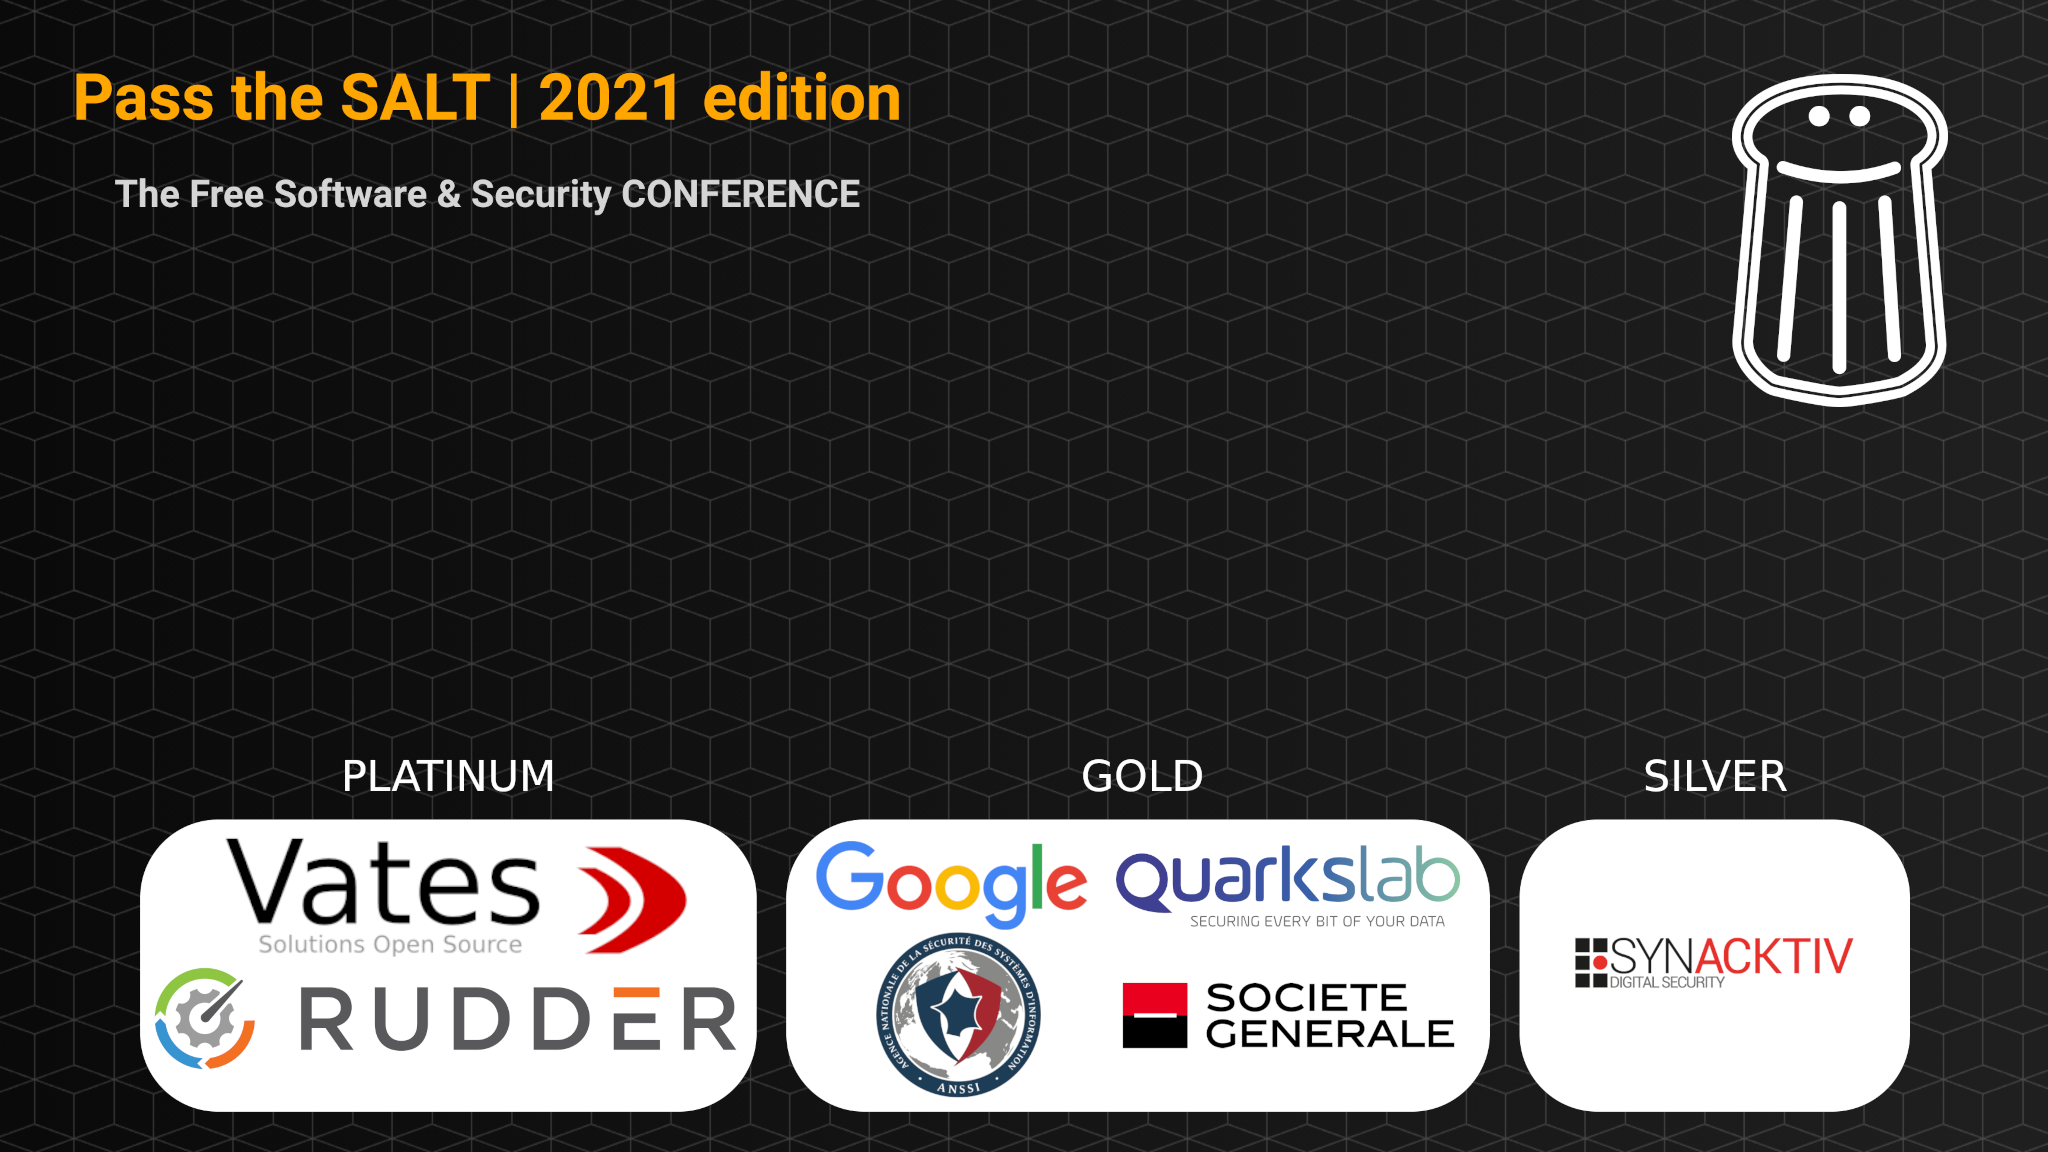 Pass the SALT | 2021 edition
The Free Software & Security CONFERENCE
PLATINUM
Vates
Solutions Open Source
RUDDER
GOLD
Google
Quarkslab
SECURING EVERY BIT OF YOUR DATA
AGENCE NATIONALE DE LA SÉCURITÉ DES SYSTÈMES D'INFORMATION
ANSSI
SOCIETE
GENERALE
SILVER
SYNACKTIV
DIGITAL SECURITY